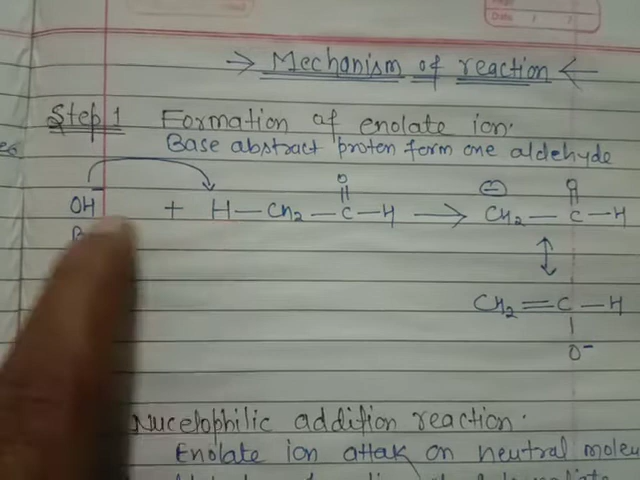 Date / /
→ Mechanism of reaction ←
Step 1 Formation of enolate ion.
Base abstract proton form one aldehyde
O O
OH⁻ + H—CH₂—C—H ⟶ ⊖CH₂—C—H
↕
CH₂=C—H
O⁻
Nucelophilic addition reaction.
Enolate ion attak on neutral